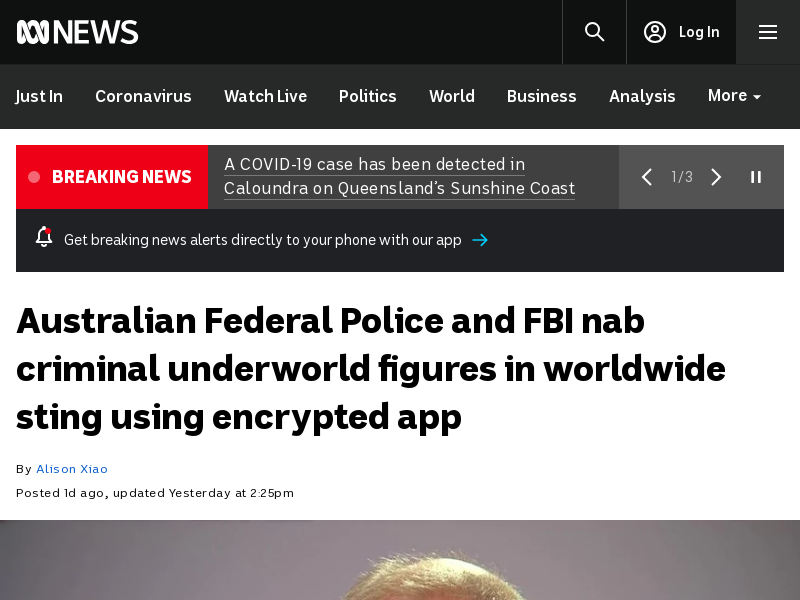 NEWS
Log In
Just In
Coronavirus
Watch Live
Politics
World
Business
Analysis
More
BREAKING NEWS
A COVID-19 case has been detected in
Caloundra on Queensland's Sunshine Coast
1/3
Get breaking news alerts directly to your phone with our app
Australian Federal Police and FBI nab
criminal underworld figures in worldwide
sting using encrypted app
By Alison Xiao
Posted 1d ago, updated Yesterday at 2:25pm